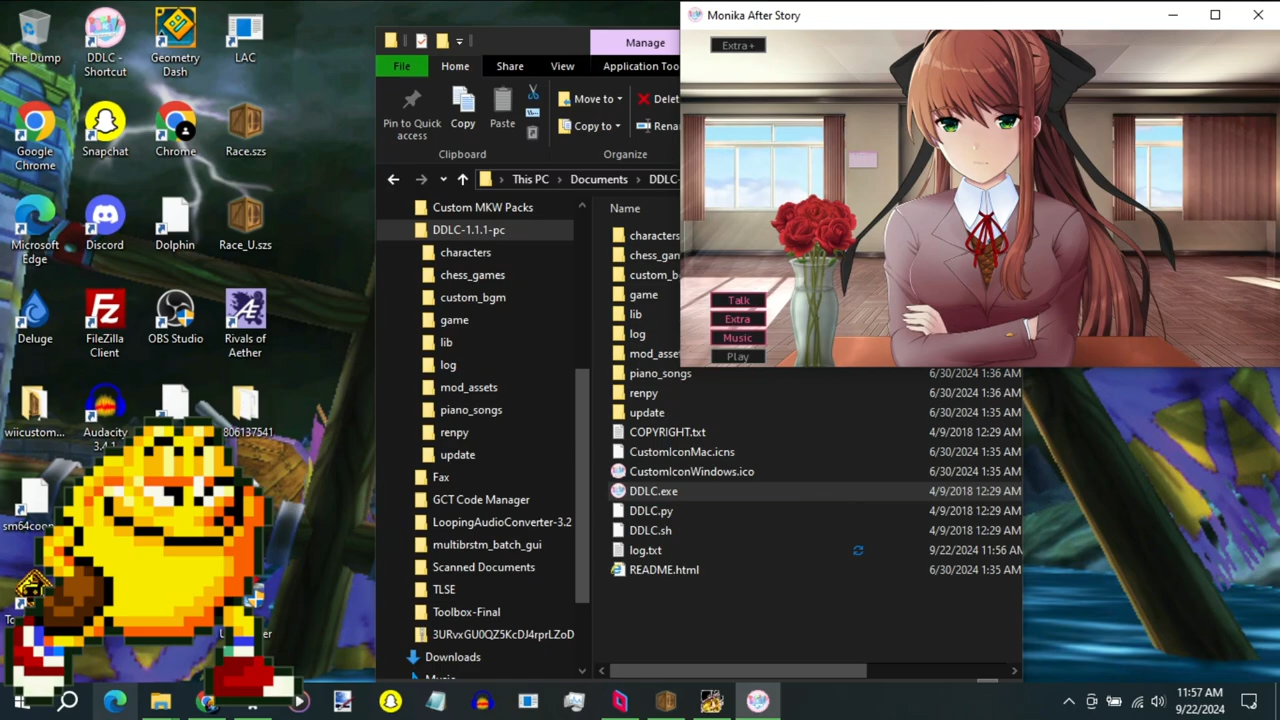 The Dump
DDLC - Shortcut
Geometry Dash
LAC
Google Chrome
Snapchat
Chrome
Race.szs
Microsoft Edge
Discord
Dolphin
Race_U.szs
Deluge
FileZilla Client
OBS Studio
Rivals of Aether
wiicustom...
Audacity
3.4.1
806137541
sm64coop
Manage
File
Home
Share
View
Application Too
Pin to Quick access
Copy
Paste
Move to
Copy to
Delet
Renar
Clipboard
Organize
This PC
Documents
DDLC-
Custom MKW Packs
DDLC-1.1.1-pc
characters
chess_games
custom_bgm
game
lib
log
mod_assets
piano_songs
renpy
update
Fax
GCT Code Manager
LoopingAudioConverter-3.2
multibrstm_batch_gui
Scanned Documents
TLSE
Toolbox-Final
3URvxGU0QZ5KcDJ4rprLZoD
Downloads
Name
characters
chess_gam
custom_b
game
lib
log
mod_asse
piano_songs 6/30/2024 1:36 AM
renpy 6/30/2024 1:36 AM
update 6/30/2024 1:35 AM
COPYRIGHT.txt 4/9/2018 12:29 AM
CustomIconMac.icns 6/30/2024 1:35 AM
CustomIconWindows.ico 6/30/2024 1:35 AM
DDLC.exe 4/9/2018 12:29 AM
DDLC.py 4/9/2018 12:29 AM
DDLC.sh 4/9/2018 12:29 AM
log.txt 9/22/2024 11:56 AM
README.html 6/30/2024 1:35 AM
Monika After Story
Extra+
Talk
Extra
Music
Play
11:57 AM
9/22/2024